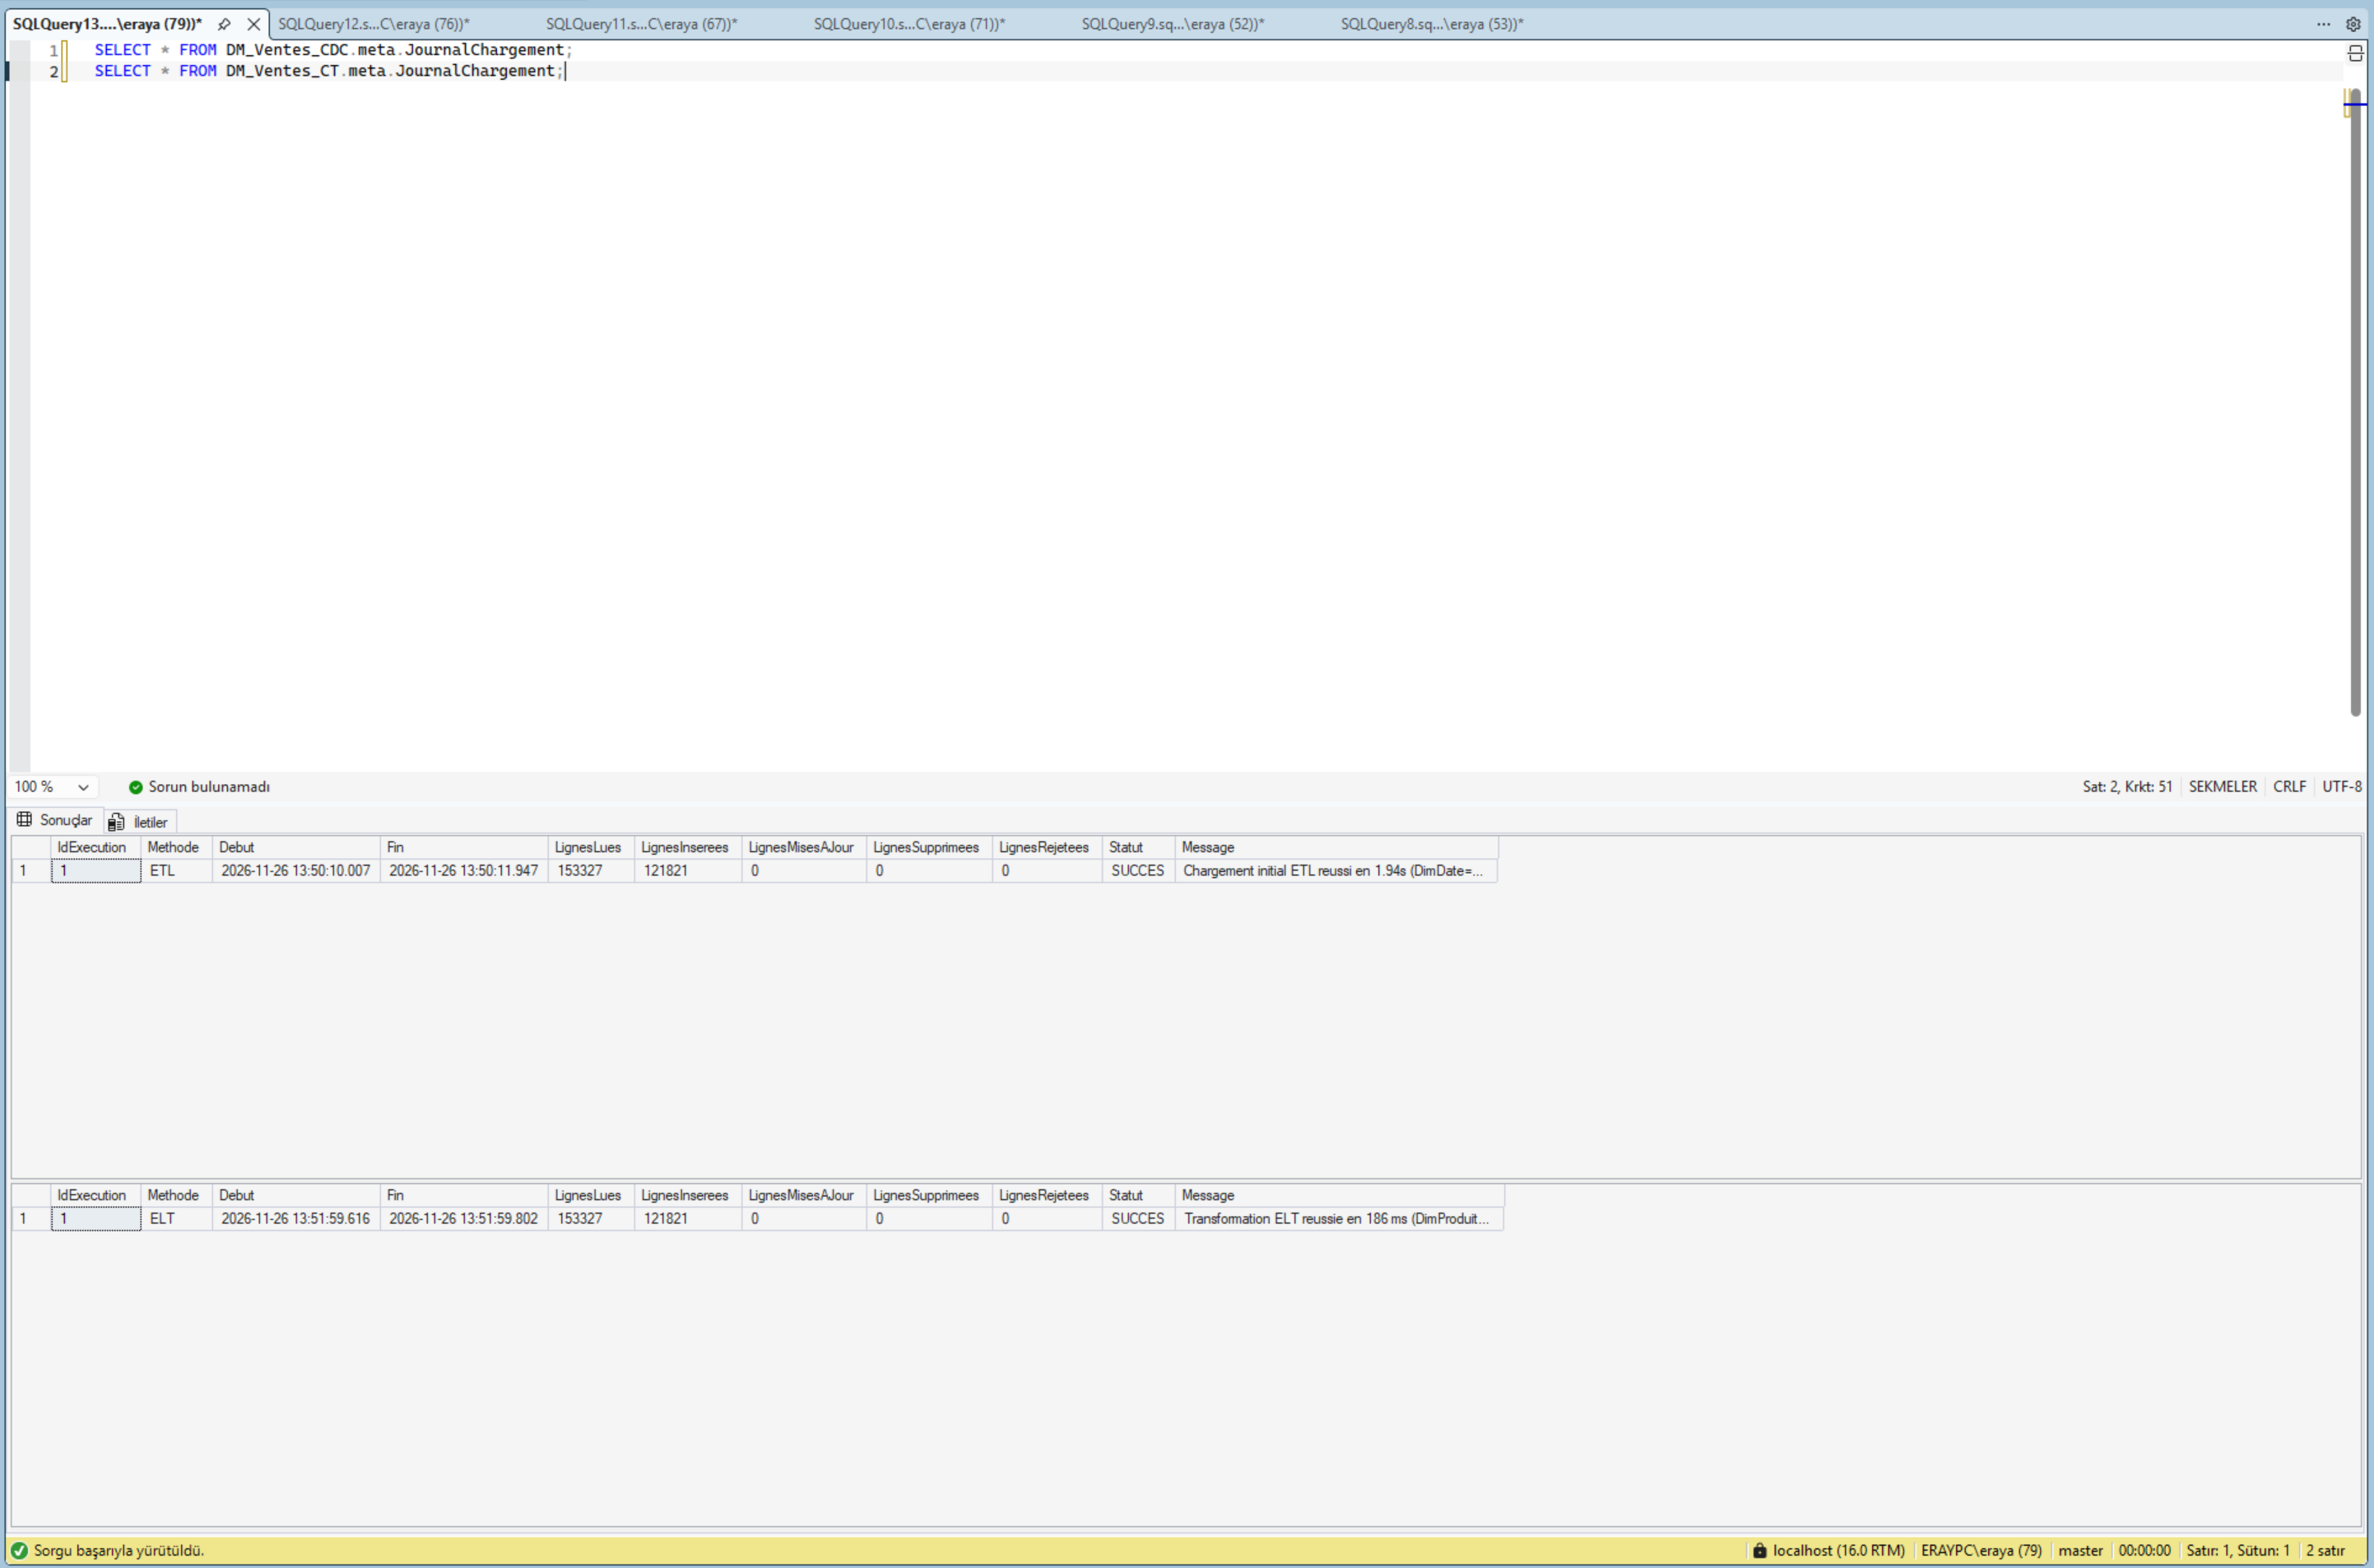 SQLQuery13....\eraya (79))* SQLQuery12.s...C\eraya (76))* SQLQuery11.s...C\eraya (67))* SQLQuery10.s...C\eraya (71))* SQLQuery9.sq...\eraya (52))* SQLQuery8.sq...\eraya (53))*
1 SELECT * FROM DM_Ventes_CDC.meta.JournalChargement;
2 SELECT * FROM DM_Ventes_CT.meta.JournalChargement;
100 % Sorun bulunamadı Sat: 2, Krkt: 51 SEKMELER CRLF UTF-8
Sonuçlar İletiler
IdExecution Methode Debut Fin LignesLues LignesInserees LignesMisesAJour LignesSupprimees LignesRejetees Statut Message
1 1 ETL 2026-11-26 13:50:10.007 2026-11-26 13:50:11.947 153327 121821 0 0 0 SUCCES Chargement initial ETL reussi en 1.94s (DimDate=...
IdExecution Methode Debut Fin LignesLues LignesInserees LignesMisesAJour LignesSupprimees LignesRejetees Statut Message
1 1 ELT 2026-11-26 13:51:59.616 2026-11-26 13:51:59.802 153327 121821 0 0 0 SUCCES Transformation ELT reussie en 186 ms (DimProduit...
Sorgu başarıyla yürütüldü. localhost (16.0 RTM) ERAYPC\eraya (79) master 00:00:00 Satır: 1, Sütun: 1 2 satır